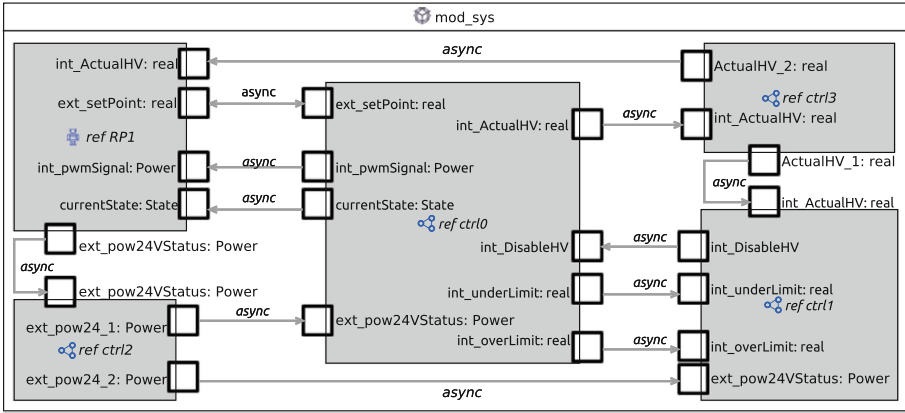 mod_sys
async
int_ActualHV: real
ActualHV_2: real
ext_setPoint: real
async
ext_setPoint: real
ref ctrl3
int_ActualHV: real
async
int_ActualHV: real
ref RP1
int_pwmSignal: Power
async
int_pwmSignal: Power
ActualHV_1: real
async
currentState: State
async
currentState: State
int_ActualHV: real
ref ctrl0
ext_pow24VStatus: Power
int_DisableHV
async
int_DisableHV
async
ext_pow24VStatus: Power
int_underLimit: real
async
int_underLimit: real
ref ctrl1
ext_pow24_1: Power
async
ext_pow24VStatus: Power
int_overLimit: real
async
int_overLimit: real
ref ctrl2
ext_pow24_2: Power
async
ext_pow24VStatus: Power